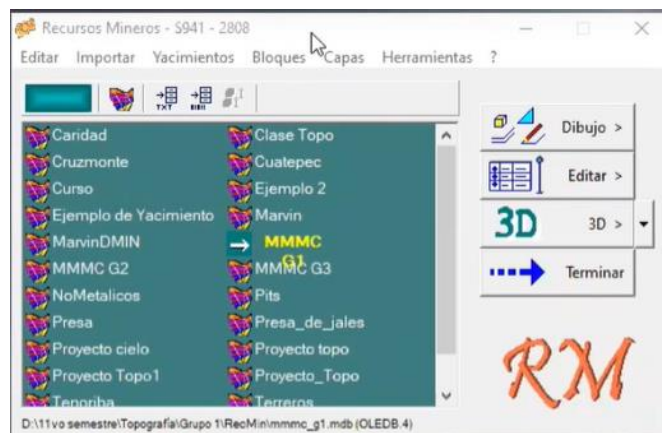 Recursos Mineros - S941 - 2808
Editar Importar Yacimientos Bloques Capas Herramientas ?
TXT
Caridad Clase Topo
Cruzmonte Cuatepec
Curso Ejemplo 2
Ejemplo de Yacimiento Marvin
MarvinDMIN MMMC G1
MMMC G2 MMMC G3
NoMetalicos Pits
Presa Presa_de_jales
Proyecto cielo Proyecto topo
Proyecto Topo1 Proyecto_Topo
Tenoriba Terreros
Dibujo >
Editar >
3D 3D >
Terminar
RM
D:\11vo semestre\Topografía\Grupo 1\RecMin\mmmc_g1.mdb (OLEDB.4)